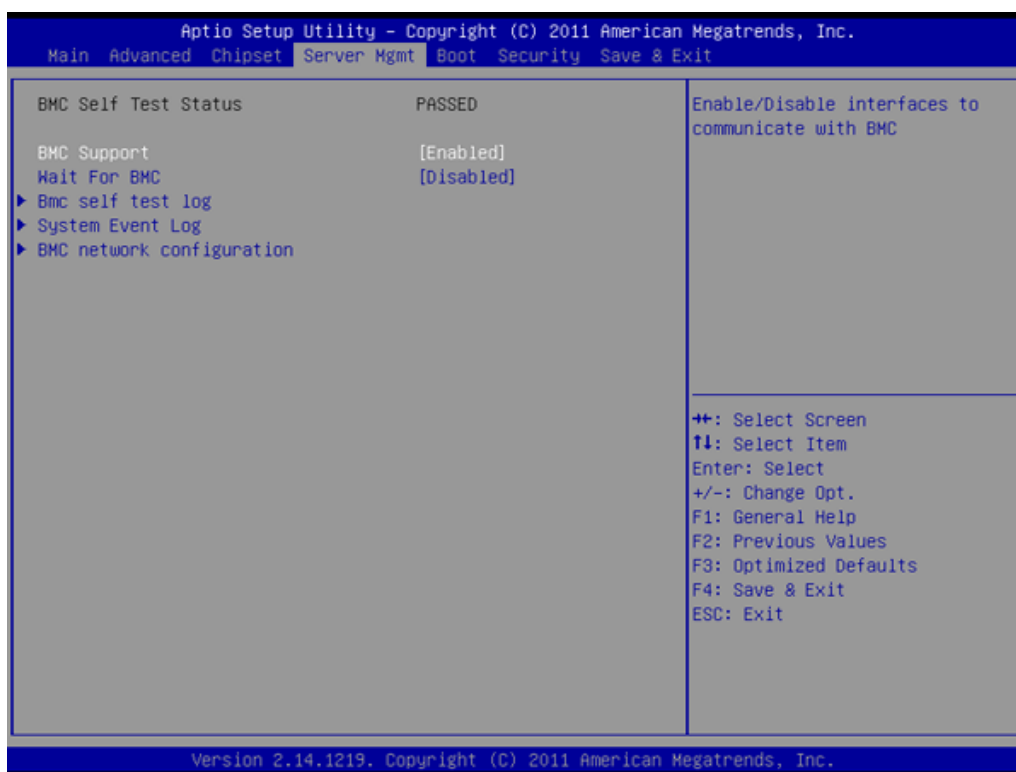 Aptio Setup Utility – Copyright (C) 2011 American Megatrends, Inc.
Main Advanced Chipset Server Mgmt Boot Security Save & Exit
BMC Self Test Status PASSED
BMC Support [Enabled]
Wait For BMC [Disabled]
Bmc self test log
System Event Log
BMC network configuration
Enable/Disable interfaces to
communicate with BMC
→←: Select Screen
↑↓: Select Item
Enter: Select
+/-: Change Opt.
F1: General Help
F2: Previous Values
F3: Optimized Defaults
F4: Save & Exit
ESC: Exit
Version 2.14.1219. Copyright (C) 2011 American Megatrends, Inc.